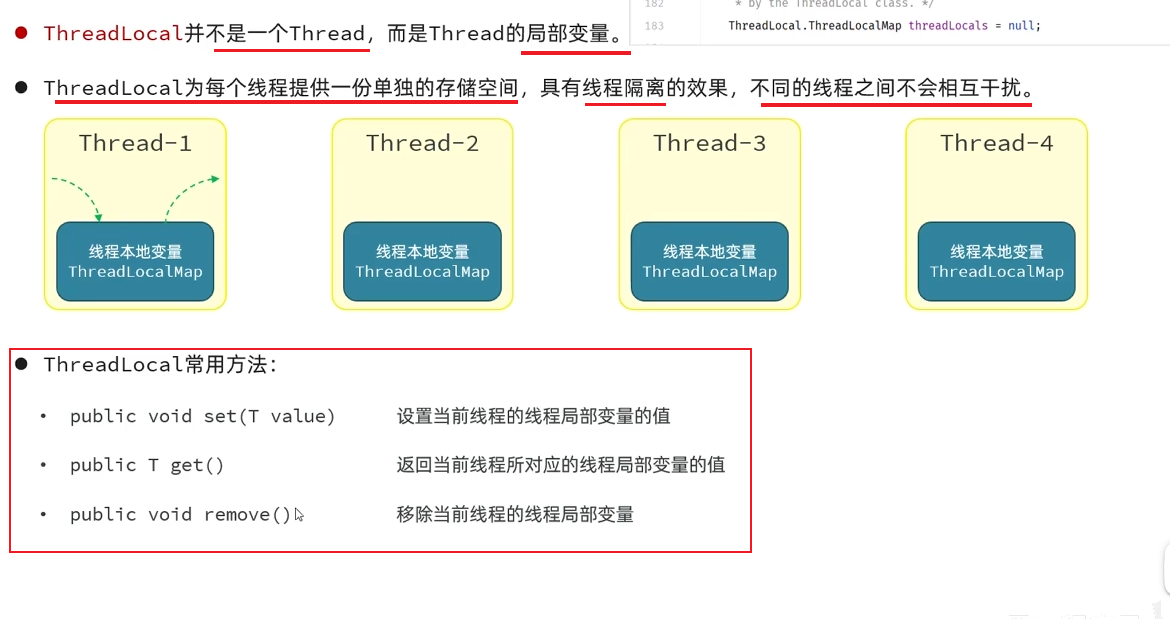 182 * by the ThreadLocal class. */
183 ThreadLocal.ThreadLocalMap threadLocals = null;
● ThreadLocal并不是一个Thread，而是Thread的局部变量。
● ThreadLocal为每个线程提供一份单独的存储空间，具有线程隔离的效果，不同的线程之间不会相互干扰。
Thread-1 Thread-2 Thread-3 Thread-4
线程本地变量 线程本地变量 线程本地变量 线程本地变量
ThreadLocalMap ThreadLocalMap ThreadLocalMap ThreadLocalMap
● ThreadLocal常用方法：
• public void set(T value) 设置当前线程的线程局部变量的值
• public T get() 返回当前线程所对应的线程局部变量的值
• public void remove() 移除当前线程的线程局部变量